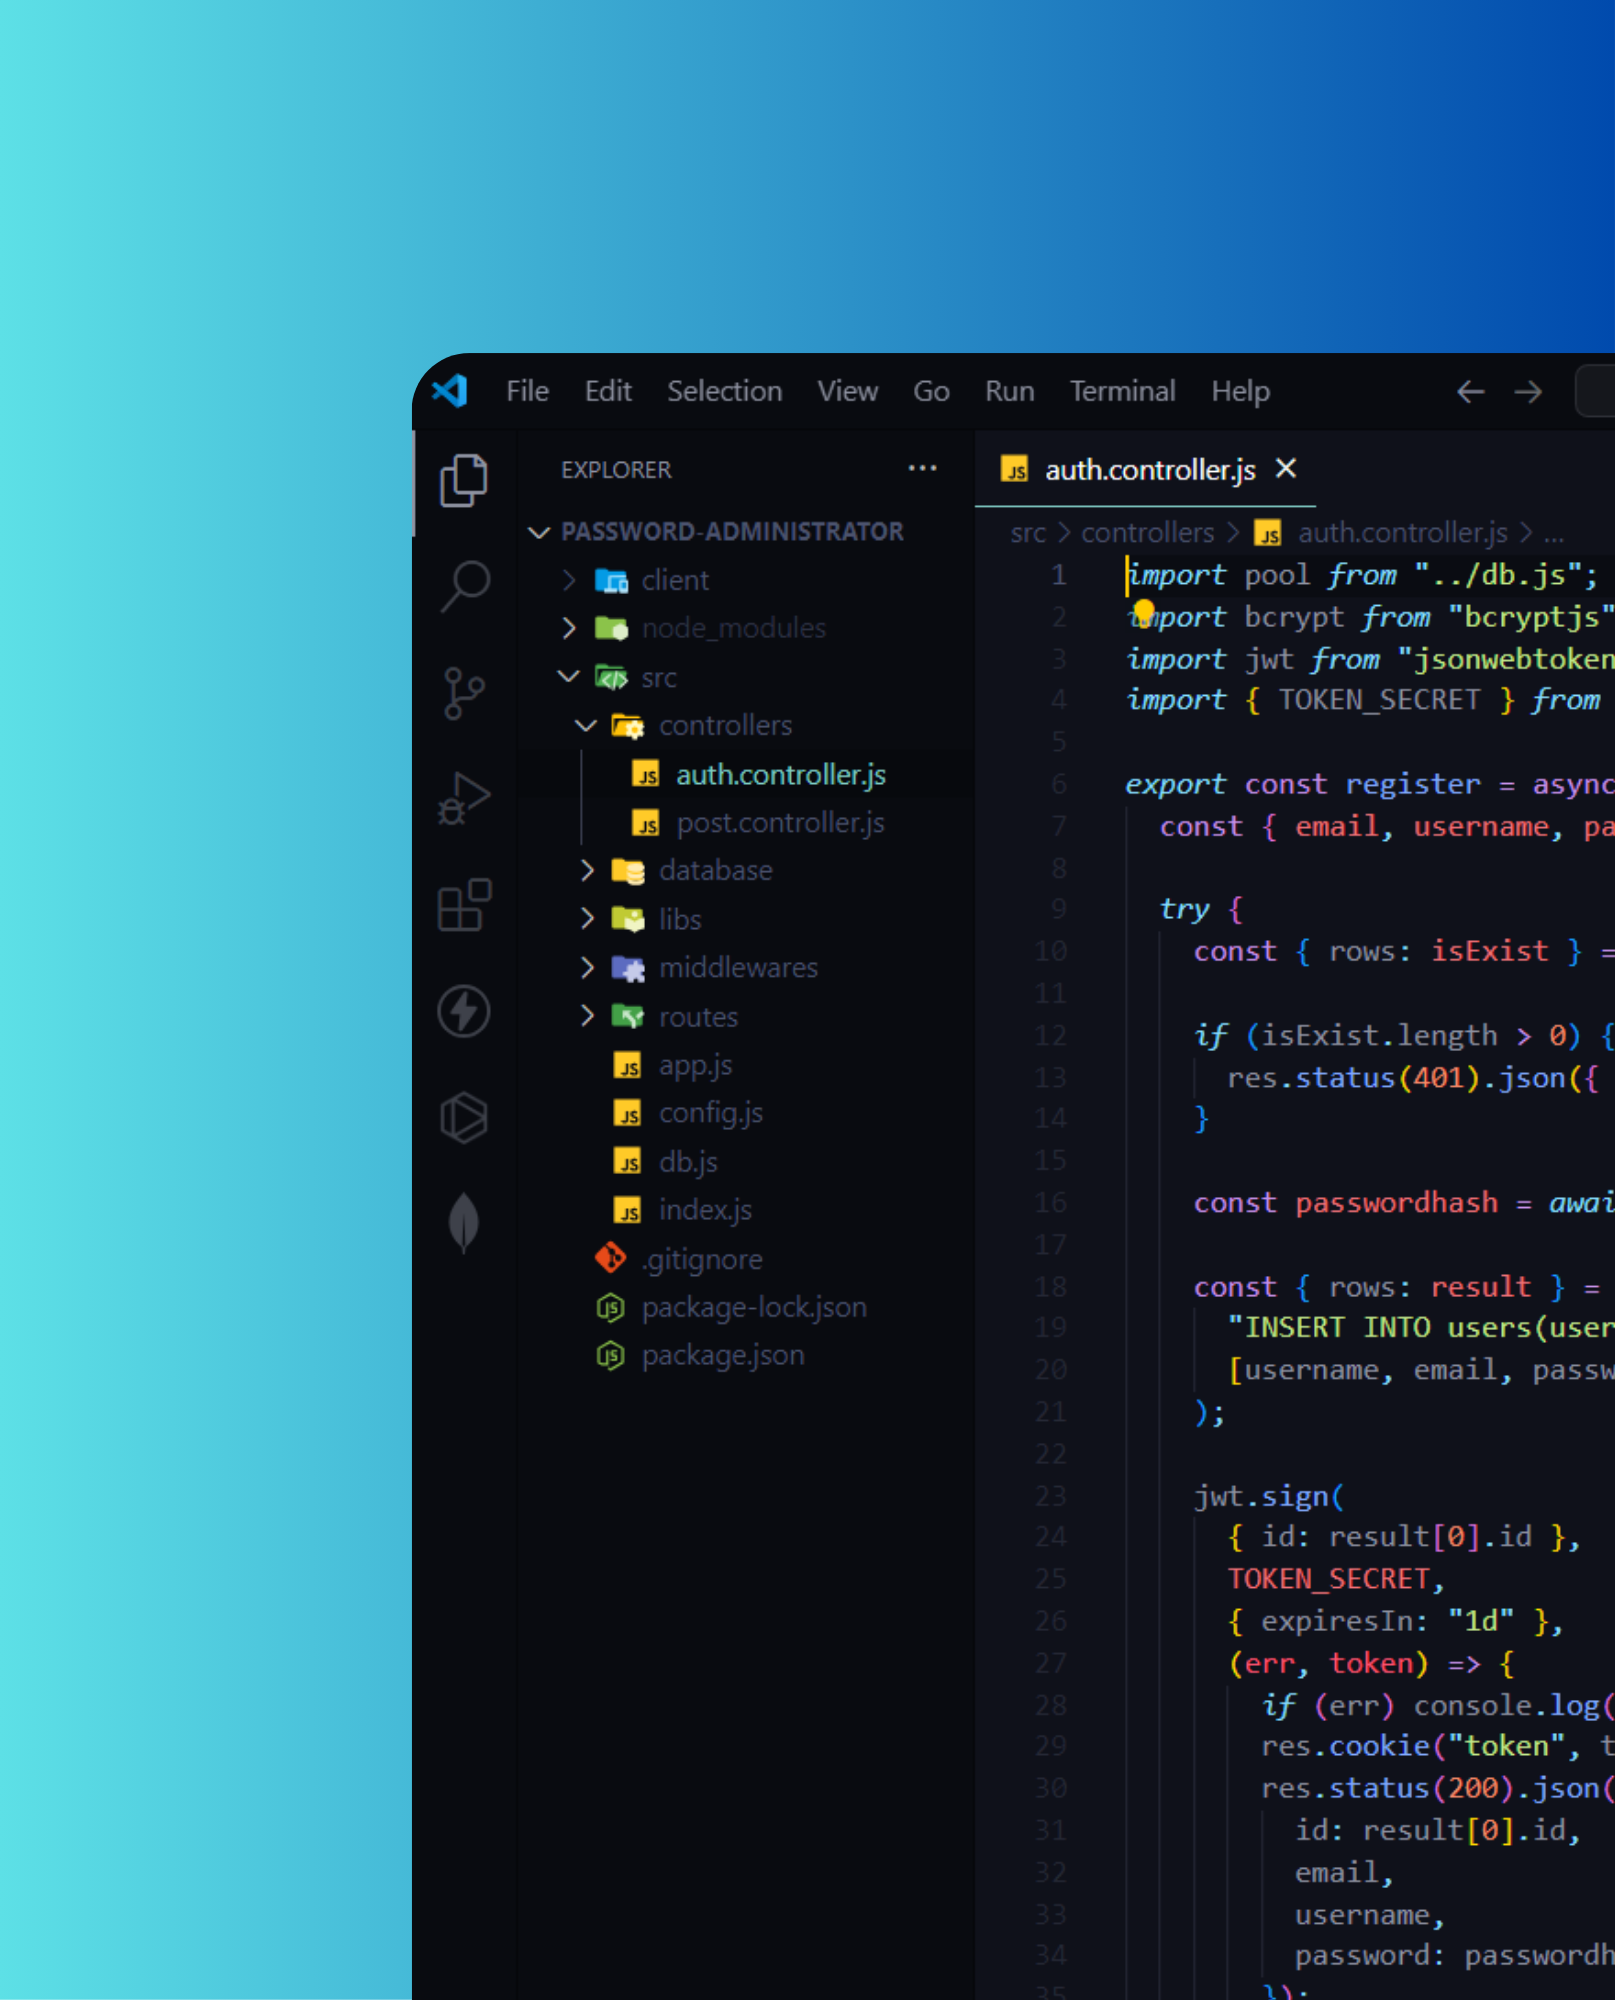 File Edit Selection View Go Run Terminal Help
EXPLORER
PASSWORD-ADMINISTRATOR
client
node_modules
src
controllers
auth.controller.js
post.controller.js
database
libs
middlewares
routes
app.js
config.js
db.js
index.js
.gitignore
package-lock.json
package.json
JS auth.controller.js
src > controllers > JS auth.controller.js > ...
1 import pool from "../db.js";
2 import bcrypt from "bcryptjs"
3 import jwt from "jsonwebtoken
4 import { TOKEN_SECRET } from
5
6 export const register = async
7 const { email, username, pa
8
9 try {
10 const { rows: isExist } =
11
12 if (isExist.length > 0) {
13 res.status(401).json({
14 }
15
16 const passwordhash = awai
17
18 const { rows: result } =
19 "INSERT INTO users(user
20 [username, email, passw
21 );
22
23 jwt.sign(
24 { id: result[0].id },
25 TOKEN_SECRET,
26 { expiresIn: "1d" },
27 (err, token) => {
28 if (err) console.log(
29 res.cookie("token", t
30 res.status(200).json(
31 id: result[0].id,
32 email,
33 username,
34 password: passwordh
35 });